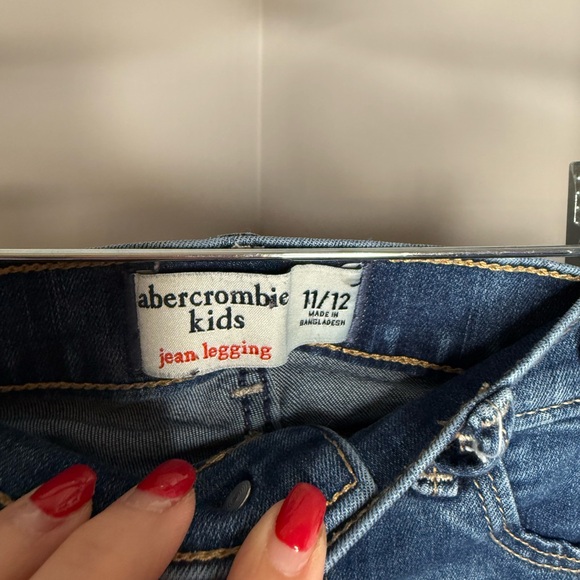 abercrombie
kids
jean legging
11/12
MADE IN
BANGLADESH